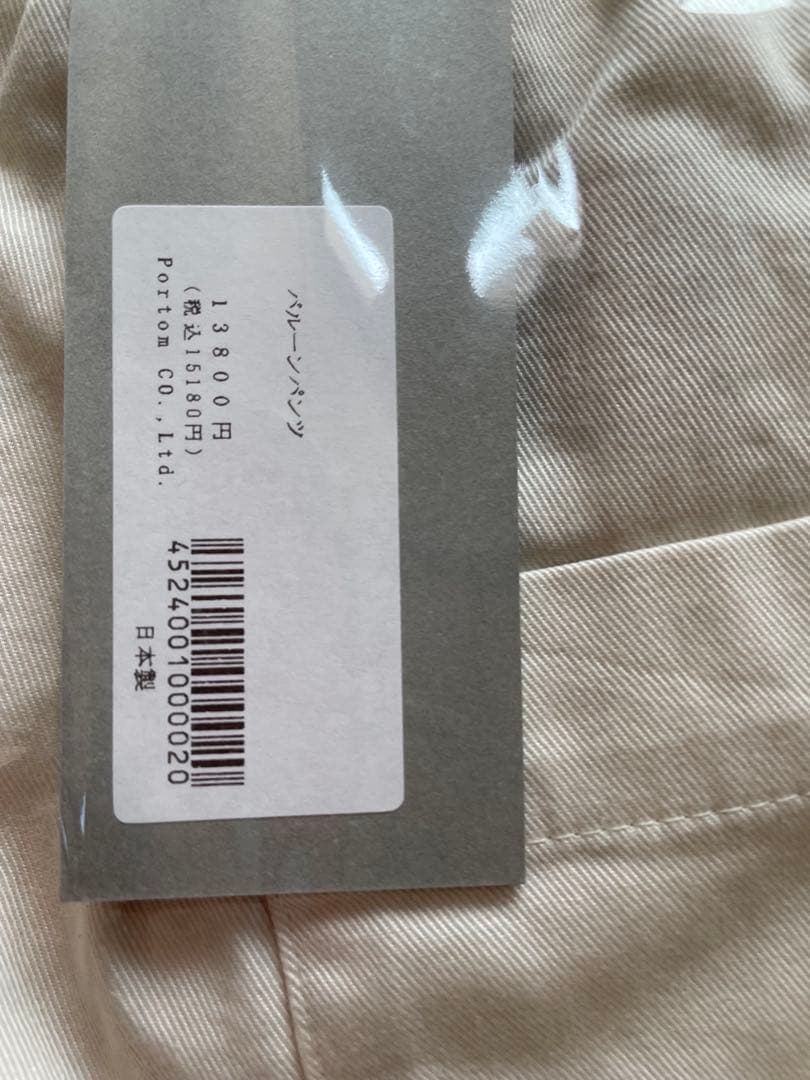 バルーンパンツ
13800円
(税込15180円)
Portom CO.,Ltd.
4524001000020
日本製